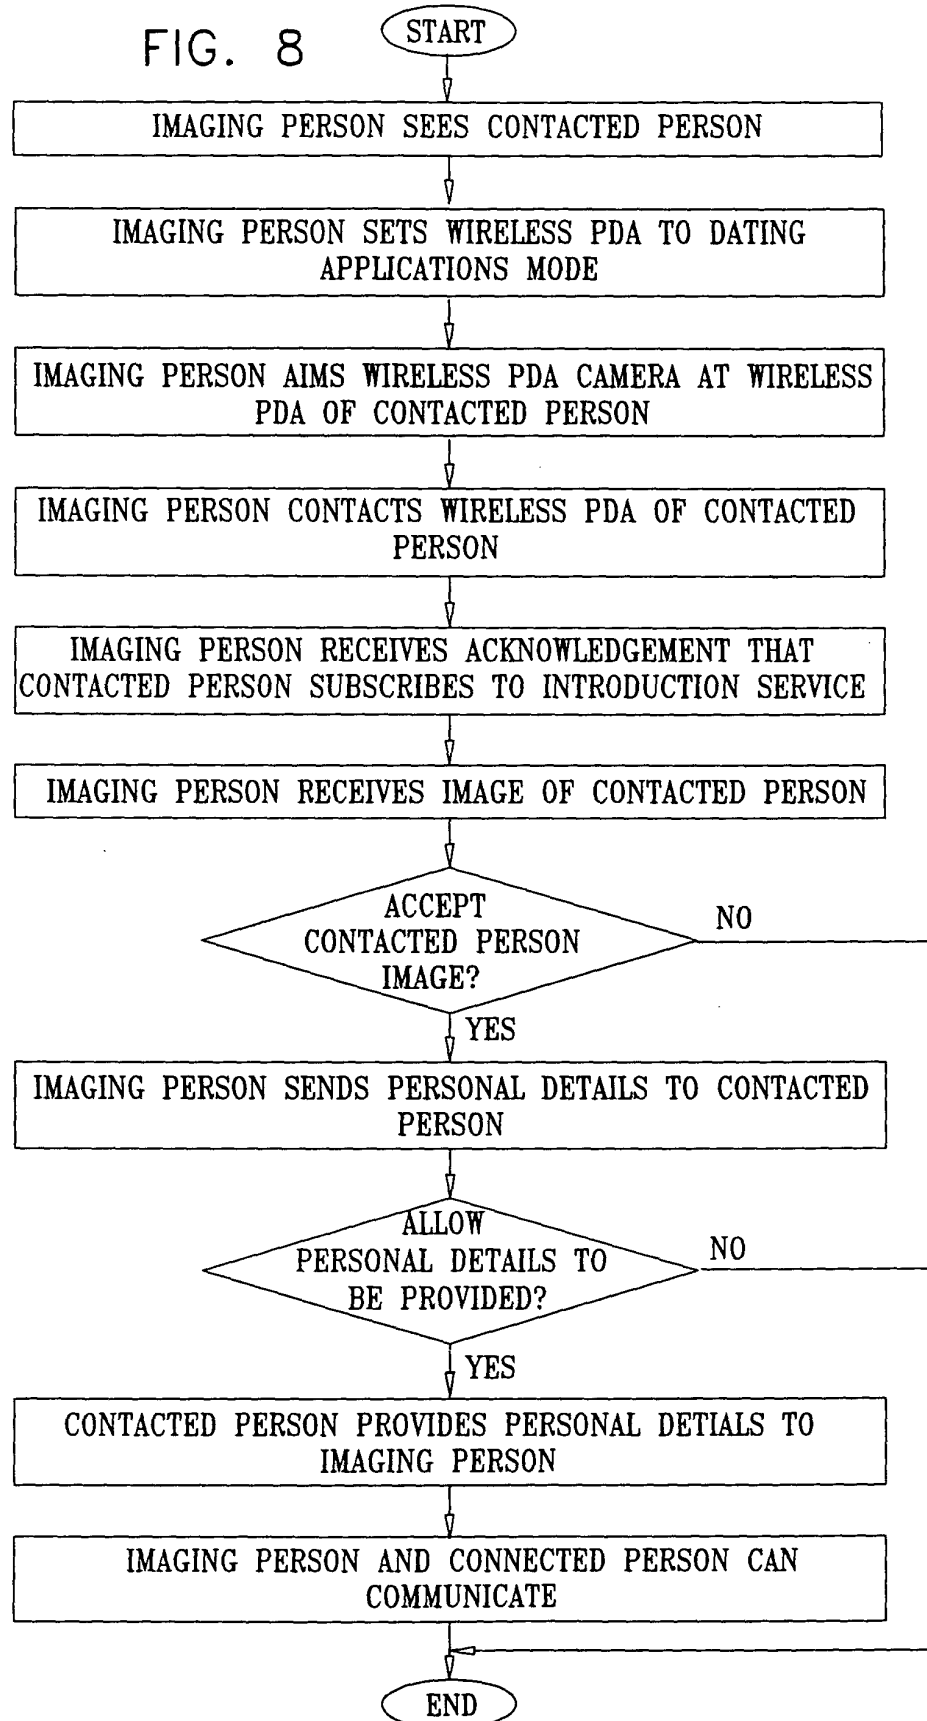 FIG. 8
START
IMAGING PERSON SEES CONTACTED PERSON
IMAGING PERSON SETS WIRELESS PDA TO DATING
APPLICATIONS MODE
IMAGING PERSON AIMS WIRELESS PDA CAMERA AT WIRELESS
PDA OF CONTACTED PERSON
IMAGING PERSON CONTACTS WIRELESS PDA OF CONTACTED
PERSON
IMAGING PERSON RECEIVES ACKNOWLEDGEMENT THAT
CONTACTED PERSON SUBSCRIBES TO INTRODUCTION SERVICE
IMAGING PERSON RECEIVES IMAGE OF CONTACTED PERSON
ACCEPT
CONTACTED PERSON
IMAGE?
NO
YES
IMAGING PERSON SENDS PERSONAL DETAILS TO CONTACTED
PERSON
ALLOW
PERSONAL DETAILS TO
BE PROVIDED?
NO
YES
CONTACTED PERSON PROVIDES PERSONAL DETIALS TO
IMAGING PERSON
IMAGING PERSON AND CONNECTED PERSON CAN
COMMUNICATE
END